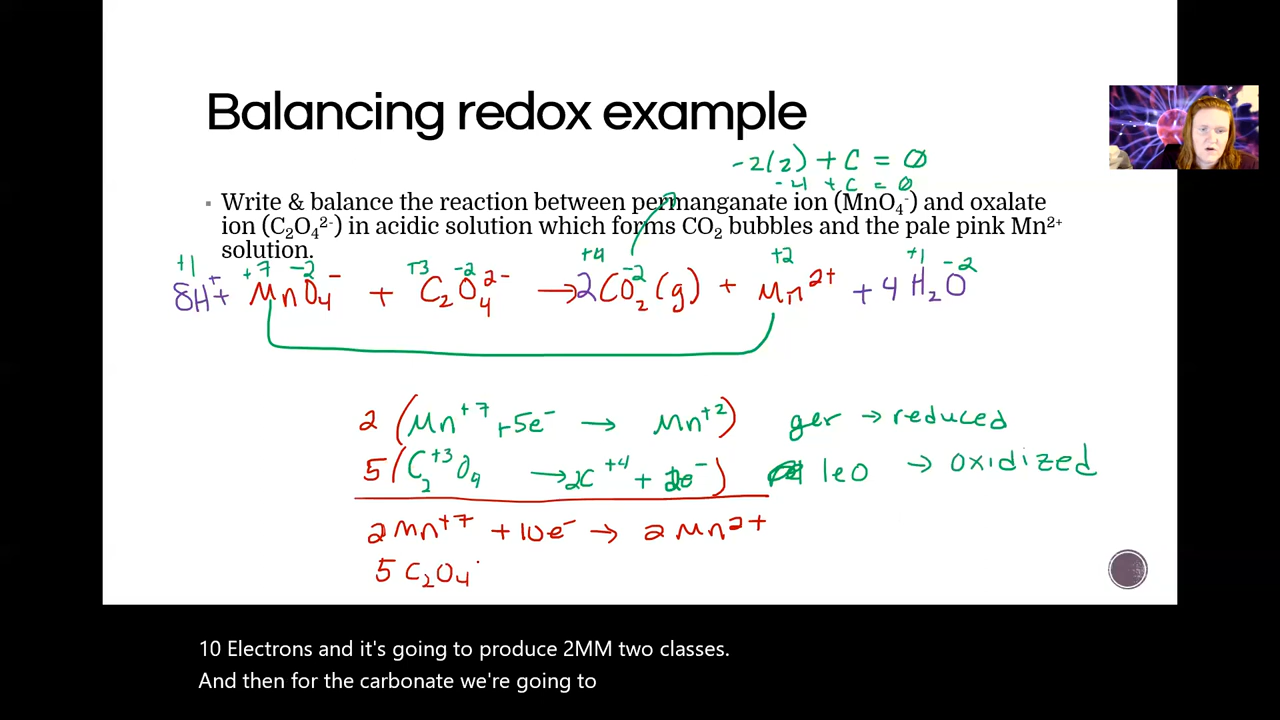 Balancing redox example
-2(2) + C = 0
-4 + C = 0
▪ Write & balance the reaction between permanganate ion (MnO₄⁻) and oxalate
ion (C₂O₄²⁻) in acidic solution which forms CO₂ bubbles and the pale pink Mn²⁺
solution.
+1 +7 -2 +3 -2 +4 -2 +2 +1 -2
8H⁺ + MnO₄⁻ + C₂O₄²⁻ → 2CO₂(g) + Mn²⁺ + 4H₂O
2 (Mn⁺⁷ + 5e⁻ → Mn⁺²) ger → reduced
5 (C₂⁺³O₄ → 2C⁺⁴ + 2e⁻) leo → oxidized
2Mn⁺⁷ + 10e⁻ → 2Mn²⁺
5 C₂O₄
10 Electrons and it's going to produce 2MM two classes.
And then for the carbonate we're going to